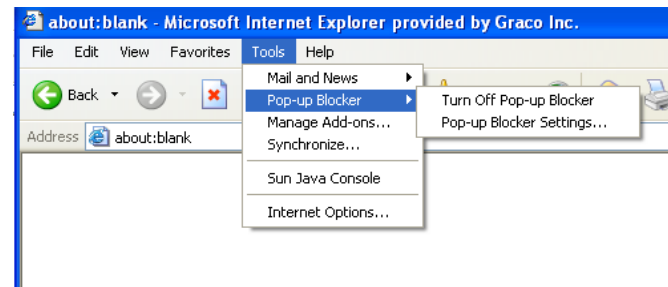 about:blank - Microsoft Internet Explorer provided by Graco Inc.
File Edit View Favorites Tools Help
Back
Address about:blank
Mail and News
Pop-up Blocker
Manage Add-ons...
Synchronize...
Sun Java Console
Internet Options...
Turn Off Pop-up Blocker
Pop-up Blocker Settings...